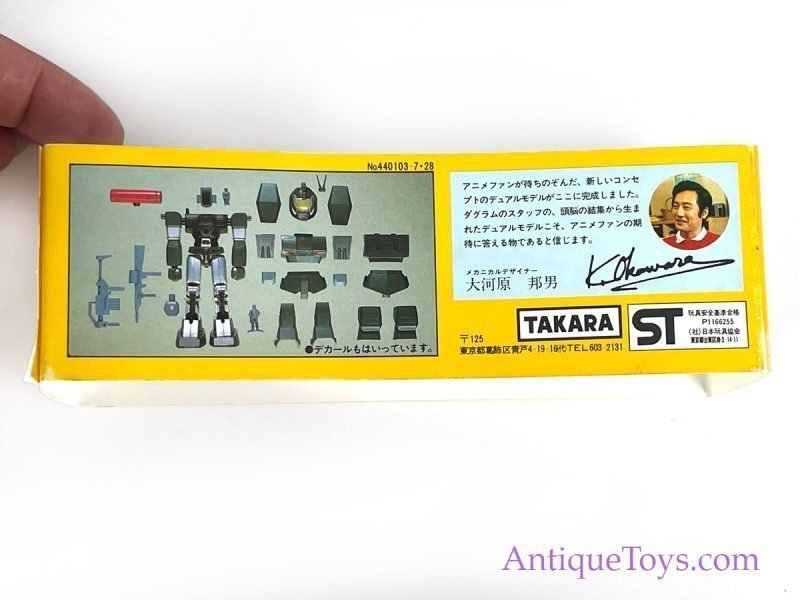 No.440103-7・28
●デカールもはいっています。
アニメファンが待ちのぞんだ、新しいコンセ
プトのデュアルモデルがここに完成しました。
ダグラムのスタッフの、頭脳の結集から生ま
れたデュアルモデルこそ、アニメファンの期
待に答える物であると信じます。
メカニカルデザイナー
大河原 邦男
K.Okawara
〒125
東京都葛飾区青戸4-19-16代TEL603-2131
TAKARA
ST
玩具安全基準合格
P1166255
(社)日本玩具協会
AntiqueToys.com